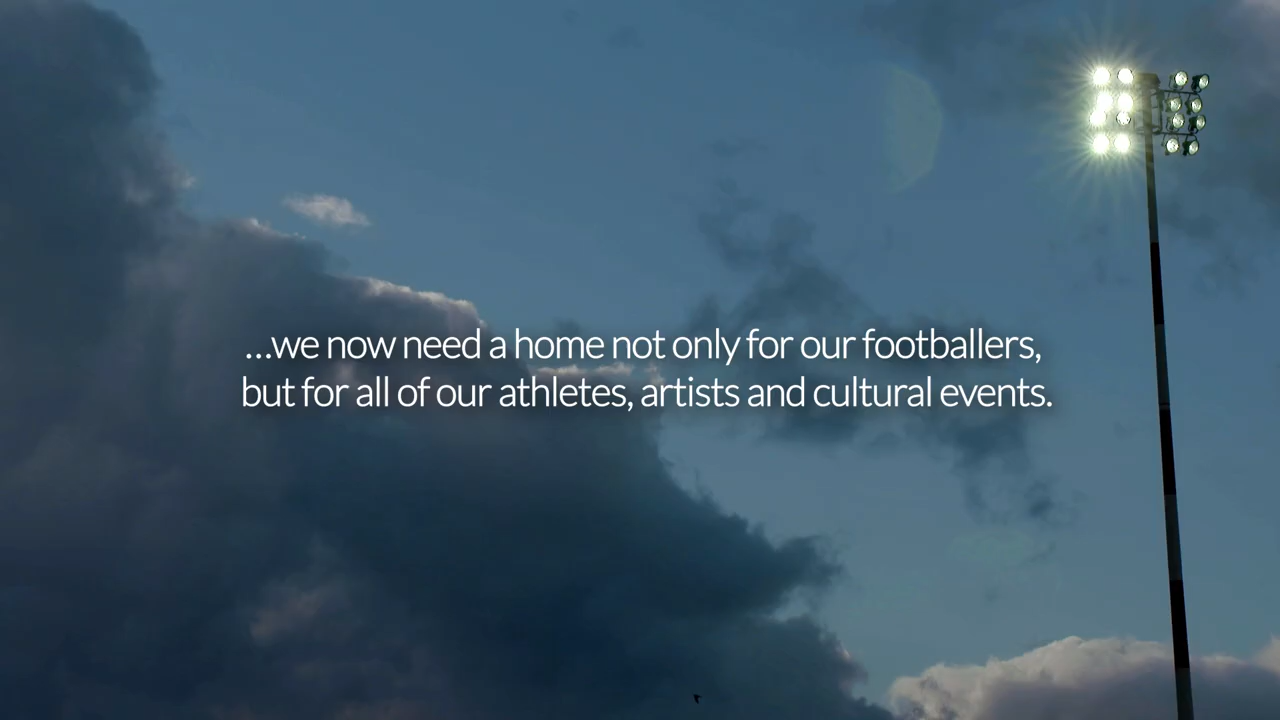 …we now need a home not only for our footballers,
but for all of our athletes, artists and cultural events.